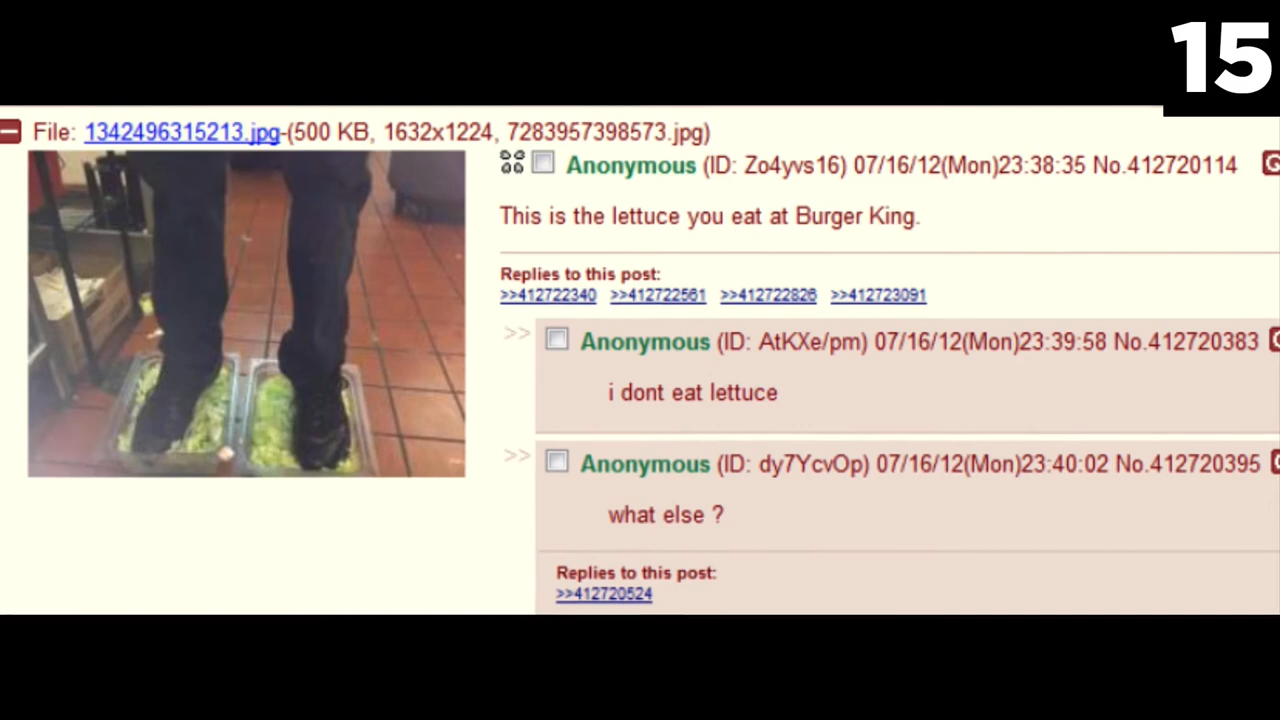 15
File: 1342496315213.jpg-(500 KB, 1632x1224, 7283957398573.jpg)
Anonymous (ID: Zo4yvs16) 07/16/12(Mon)23:38:35 No.412720114
This is the lettuce you eat at Burger King.
Replies to this post:
>>412722340 >>412722561 >>412722826 >>412723091
>> Anonymous (ID: AtKXe/pm) 07/16/12(Mon)23:39:58 No.412720383
i dont eat lettuce
>> Anonymous (ID: dy7YcvOp) 07/16/12(Mon)23:40:02 No.412720395
what else ?
Replies to this post:
>>412720524